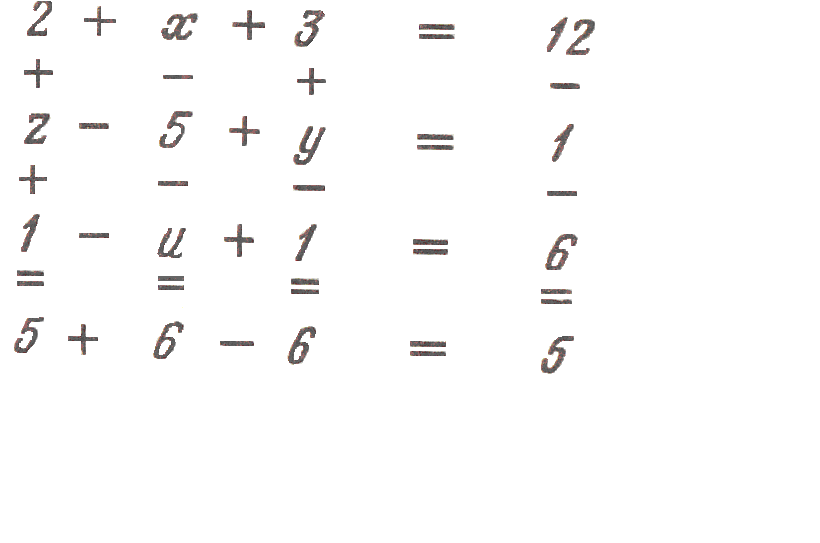 2 + x + 3 = 12
+ − + −
z − 5 + y = 1
+ − − −
1 − u + 1 = 6
= = = =
5 + 6 − 6 = 5